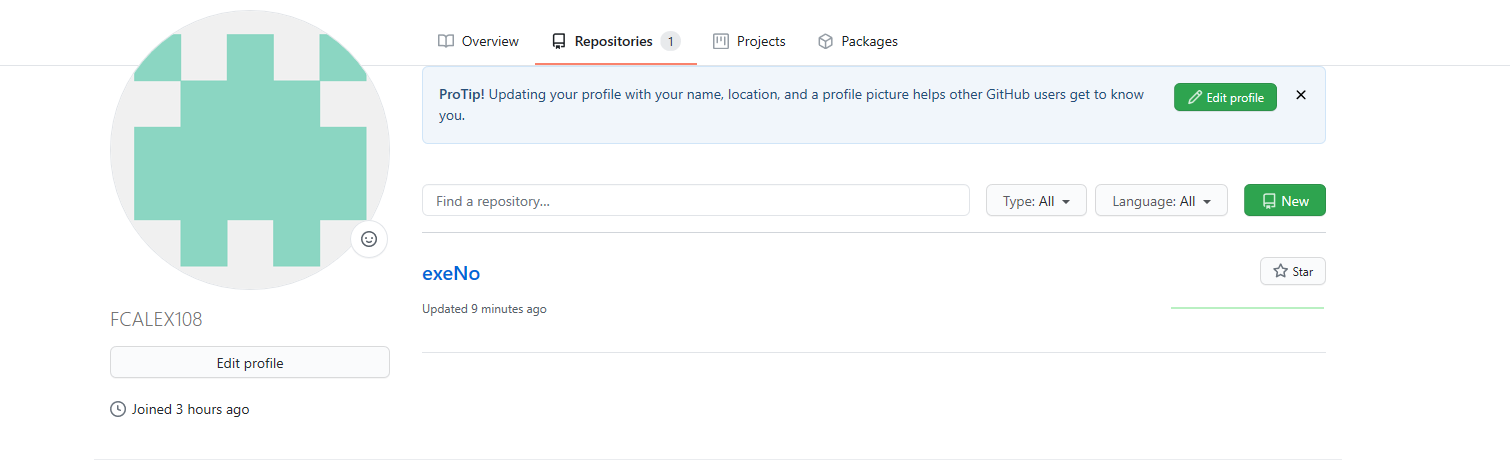 Overview Repositories 1 Projects Packages
ProTip! Updating your profile with your name, location, and a profile picture helps other GitHub users get to know
you.
Edit profile
Find a repository...
Type: All
Language: All
New
exeNo
Star
Updated 9 minutes ago
FCALEX108
Edit profile
Joined 3 hours ago